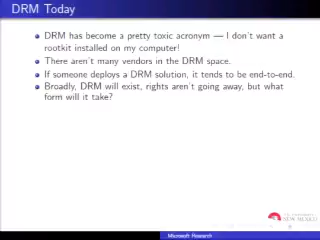 DRM Today
DRM has become a pretty toxic acronym — I don't want a
rootkit installed on my computer!
There aren't many vendors in the DRM space.
If someone deploys a DRM solution, it tends to be end-to-end.
Broadly, DRM will exist, rights aren't going away, but what
form will it take?
NEW MEXICO
Microsoft Research